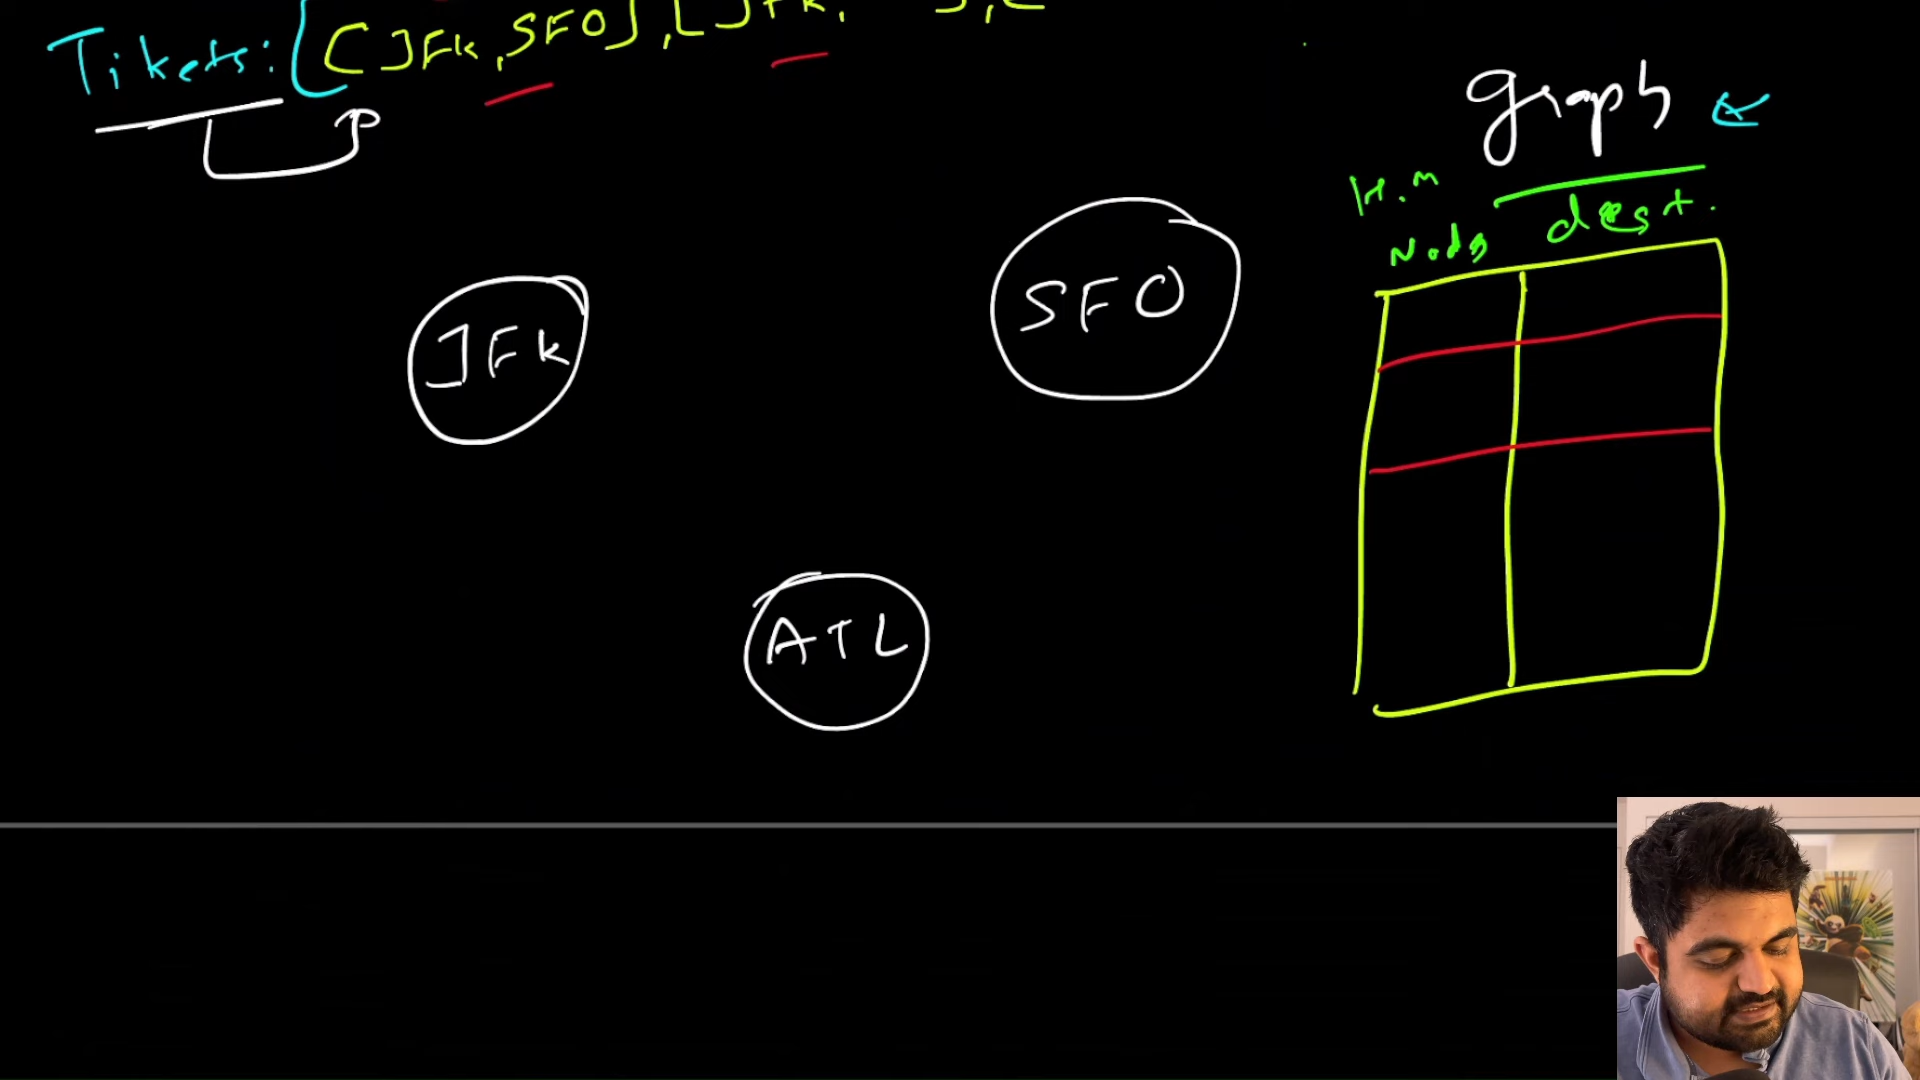 Tikets: [[JFK, SFO], [JFK,
Graph
H.M
Node dest.
JFK
SFO
ATL